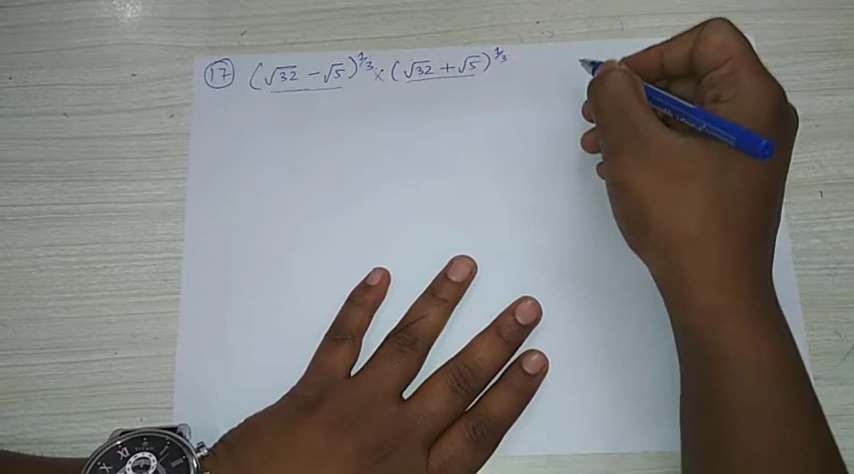 17 (√32 - √5)^1/3 × (√32 + √5)^1/3